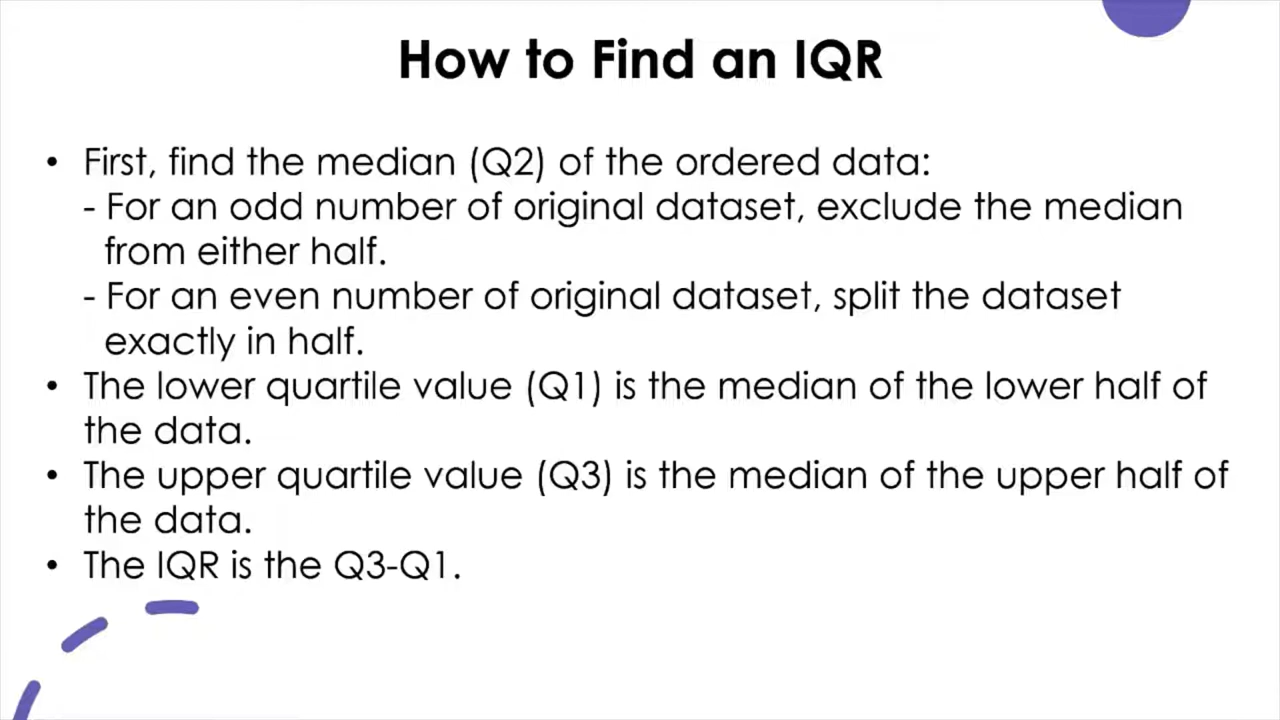 How to Find an IQR
• First, find the median (Q2) of the ordered data:
- For an odd number of original dataset, exclude the median
from either half.
- For an even number of original dataset, split the dataset
exactly in half.
• The lower quartile value (Q1) is the median of the lower half of
the data.
• The upper quartile value (Q3) is the median of the upper half of
the data.
• The IQR is the Q3-Q1.